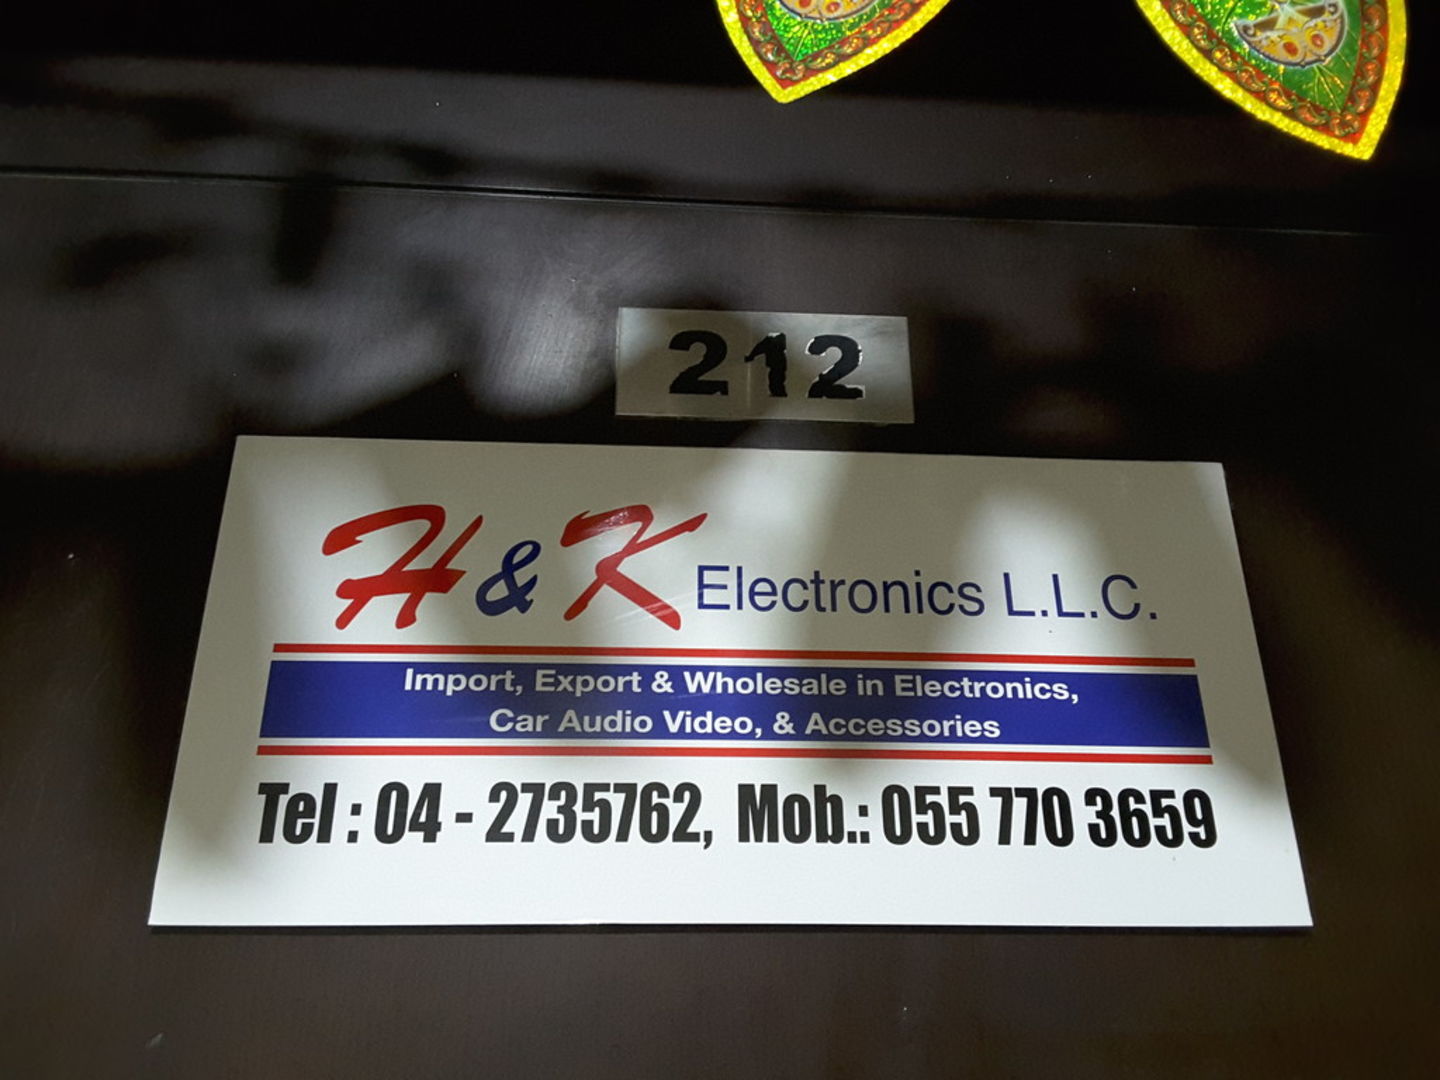 212
H & K Electronics L.L.C.
Import, Export & Wholesale in Electronics,
Car Audio Video, & Accessories
Tel : 04 - 2735762, Mob.: 055 770 3659